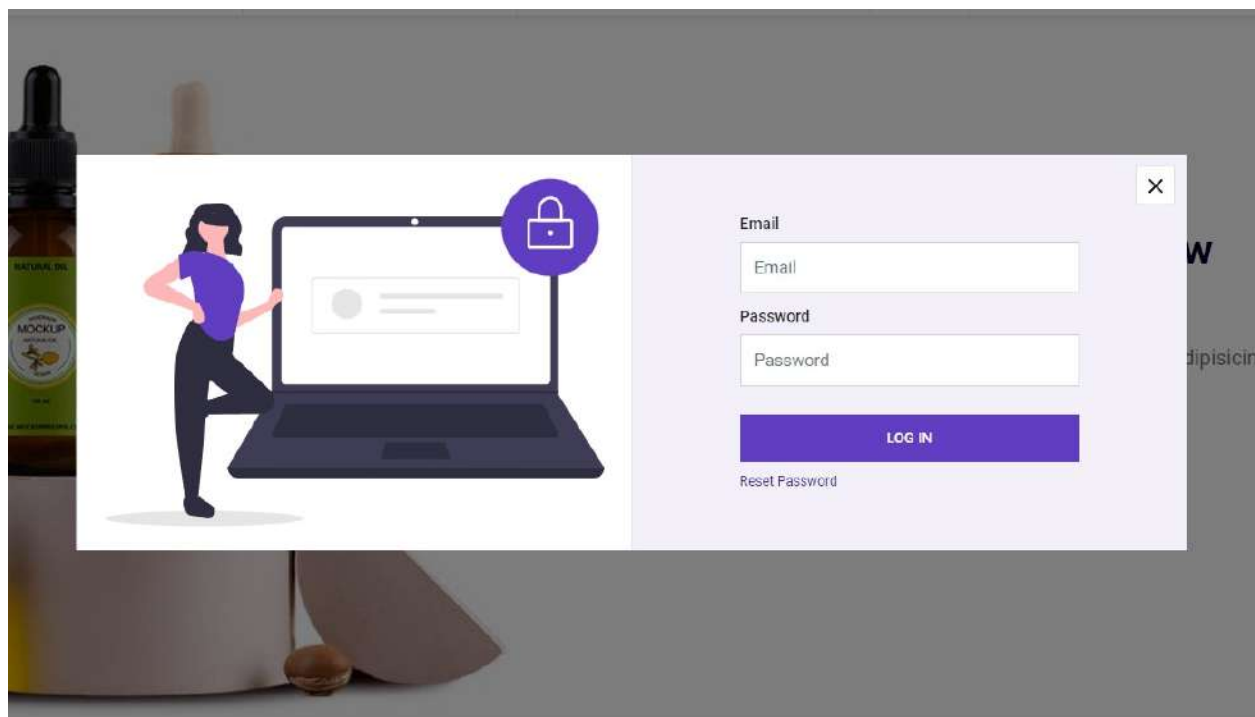 Email
Email
Password
Password
LOG IN
Reset Password
NATURAL OIL
MOCKUP
w
dipisicin